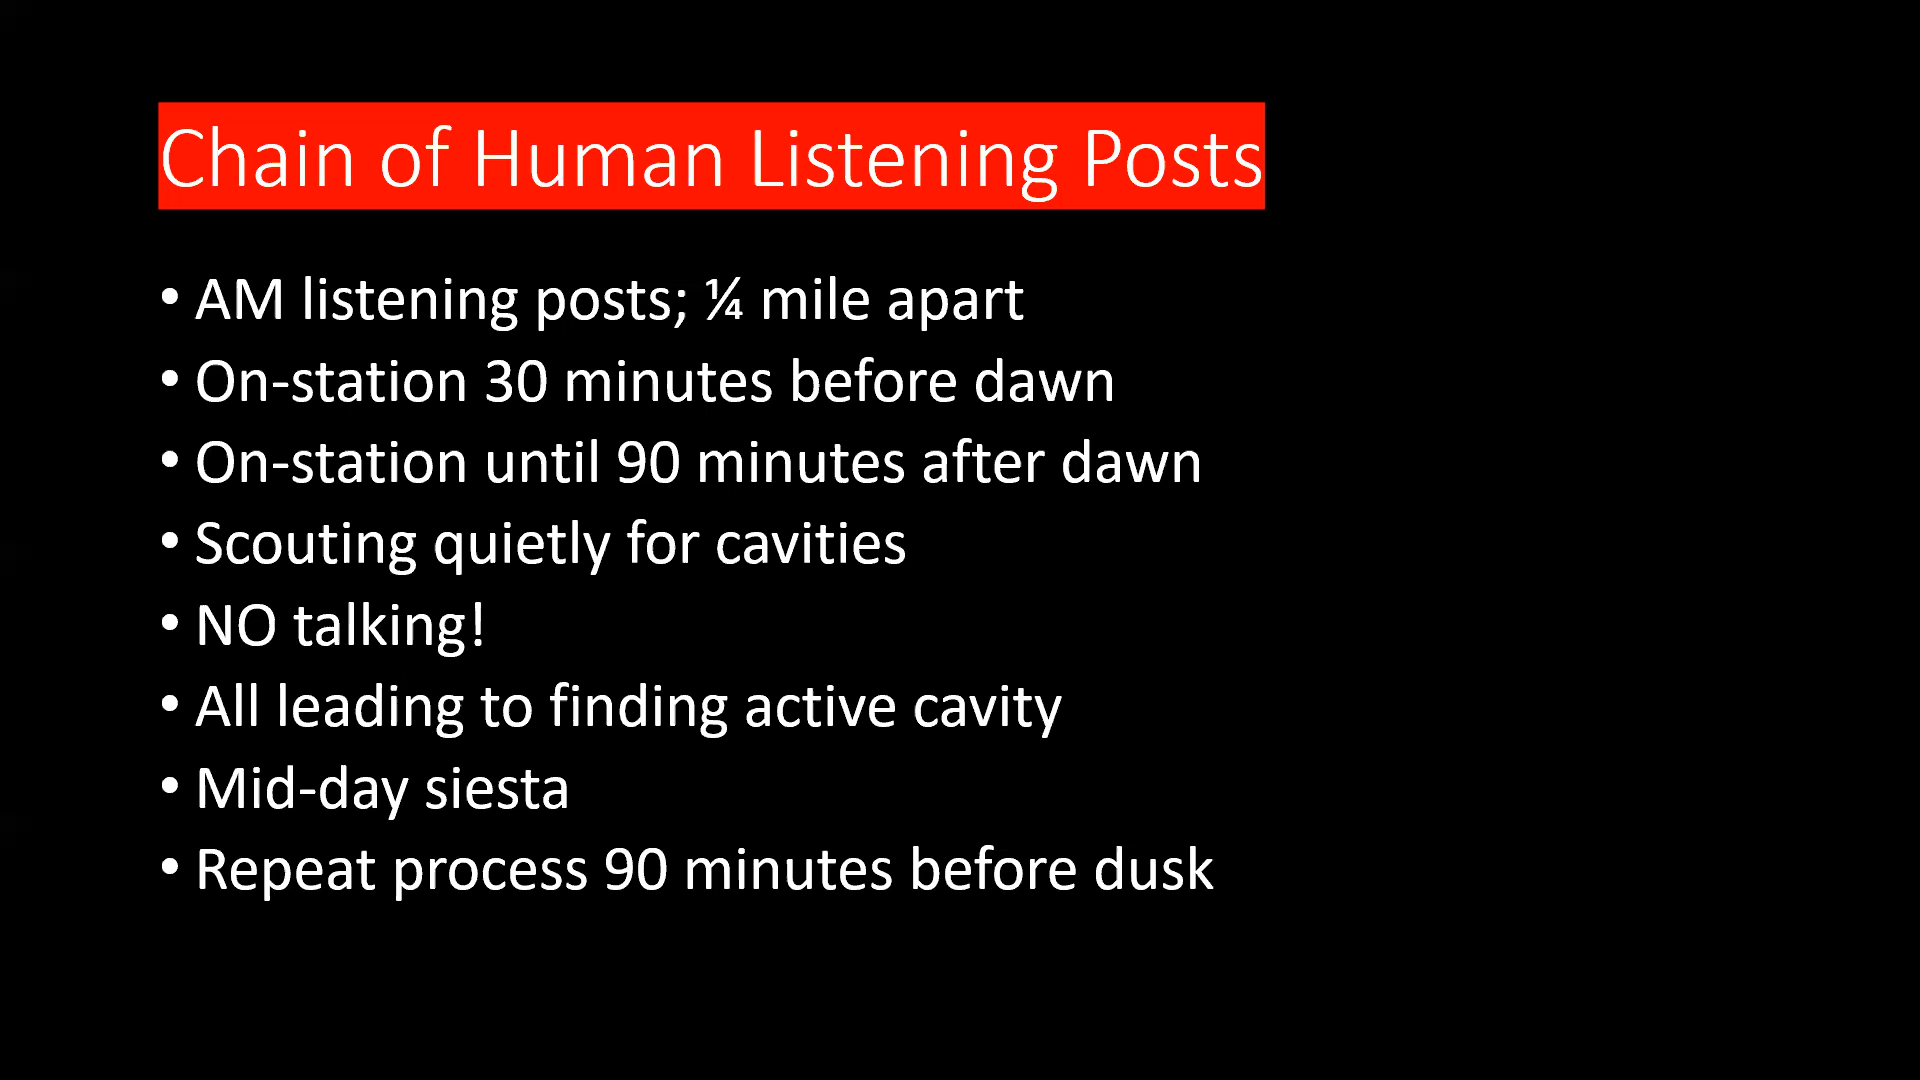 Chain of Human Listening Posts
• AM listening posts; ¼ mile apart
• On-station 30 minutes before dawn
• On-station until 90 minutes after dawn
• Scouting quietly for cavities
• NO talking!
• All leading to finding active cavity
• Mid-day siesta
• Repeat process 90 minutes before dusk